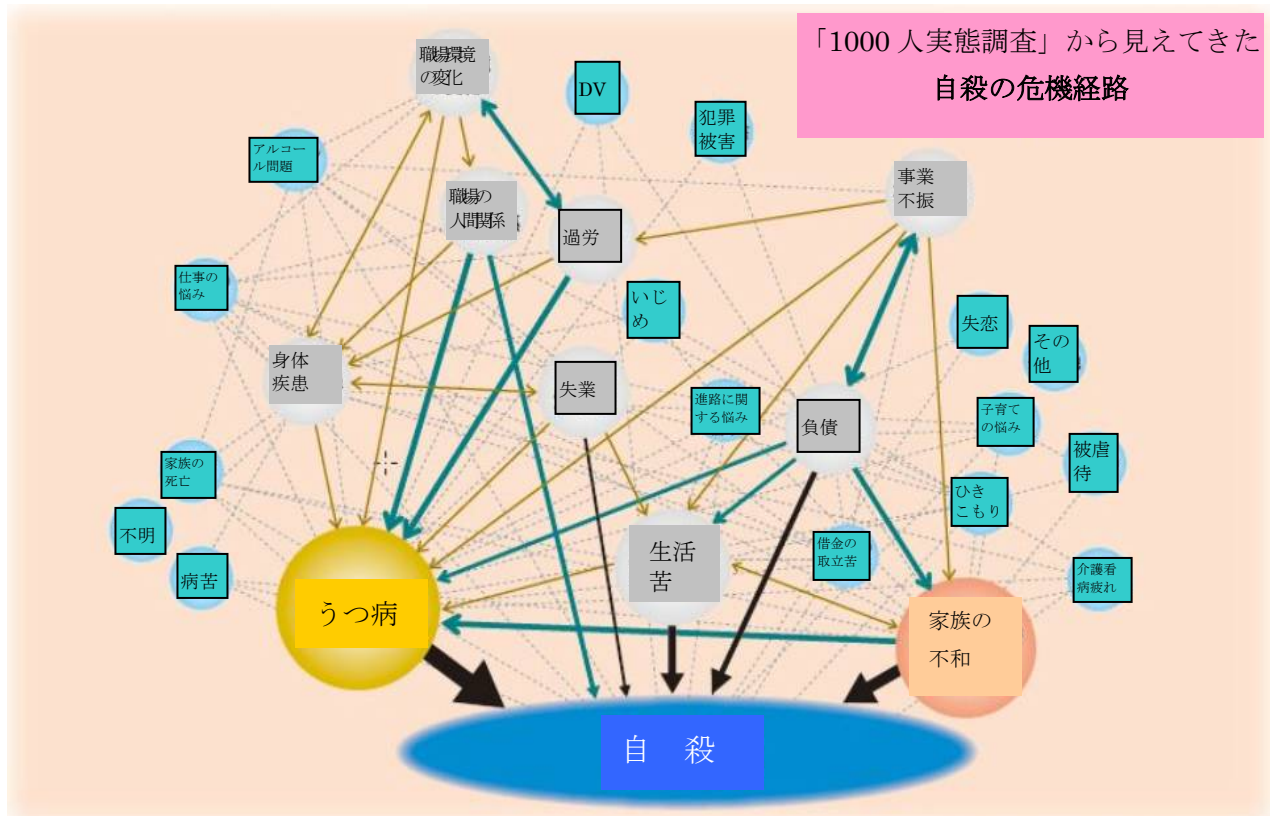 「1000 人実態調査」から見えてきた
自殺の危機経路
職場環境
の変化
DV
犯罪
被害
アルコー
ル問題
事業
不振
職場の
人間関係
過労
仕事の
悩み
いじ
め
失恋
その
他
身体
疾患
失業
進路に関
する悩み
負債
子育て
の悩み
被虐
待
家族の
死亡
ひき
こもり
不明
病苦
生活
苦
借金の
取立苦
介護看
病疲れ
うつ病
家族の
不和
自 殺